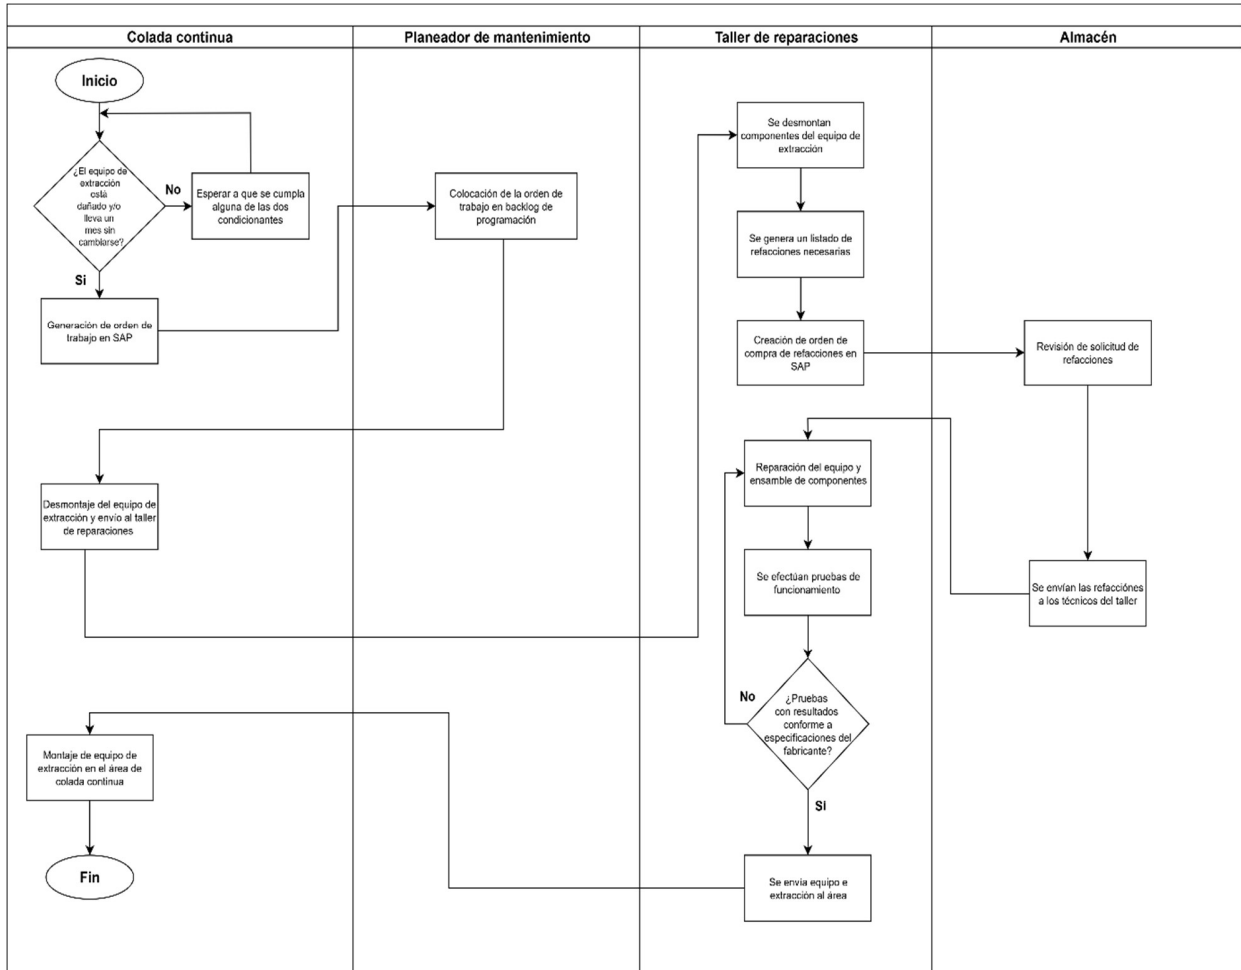 Colada continua
Planeador de mantenimiento
Taller de reparaciones
Almacén
Inicio
¿El equipo de
extracción
está
dañado y/o
lleva un
mes sin
cambiarse?
No
Esperar a que se cumpla
alguna de las dos
condicionantes
Si
Generación de orden de
trabajo en SAP
Colocación de la orden de
trabajo en backlog de
programación
Desmontaje del equipo de
extracción y envío al taller
de reparaciones
Se desmontan
componentes del equipo de
extracción
Se genera un listado de
refacciones necesarias
Creación de orden de
compra de refacciones en
SAP
Revisión de solicitud de
refacciones
Se envían las refacciónes
a los técnicos del taller
Reparación del equipo y
ensamble de componentes
Se efectúan pruebas de
funcionamiento
¿Pruebas
con resultados
conforme a
especificaciones del
fabricante?
No
Si
Se envía equipo e
extracción al área
Montaje de equipo de
extracción en el área de
colada continua
Fin